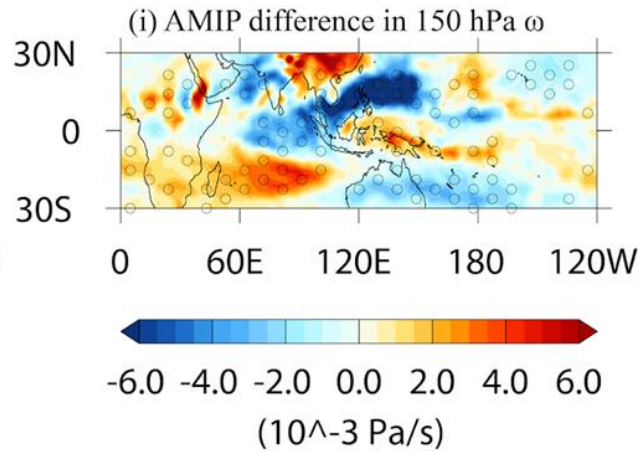 (i) AMIP difference in 150 hPa ω
30N
0
30S
0 60E 120E 180 120W
-6.0 -4.0 -2.0 0.0 2.0 4.0 6.0
(10^-3 Pa/s)